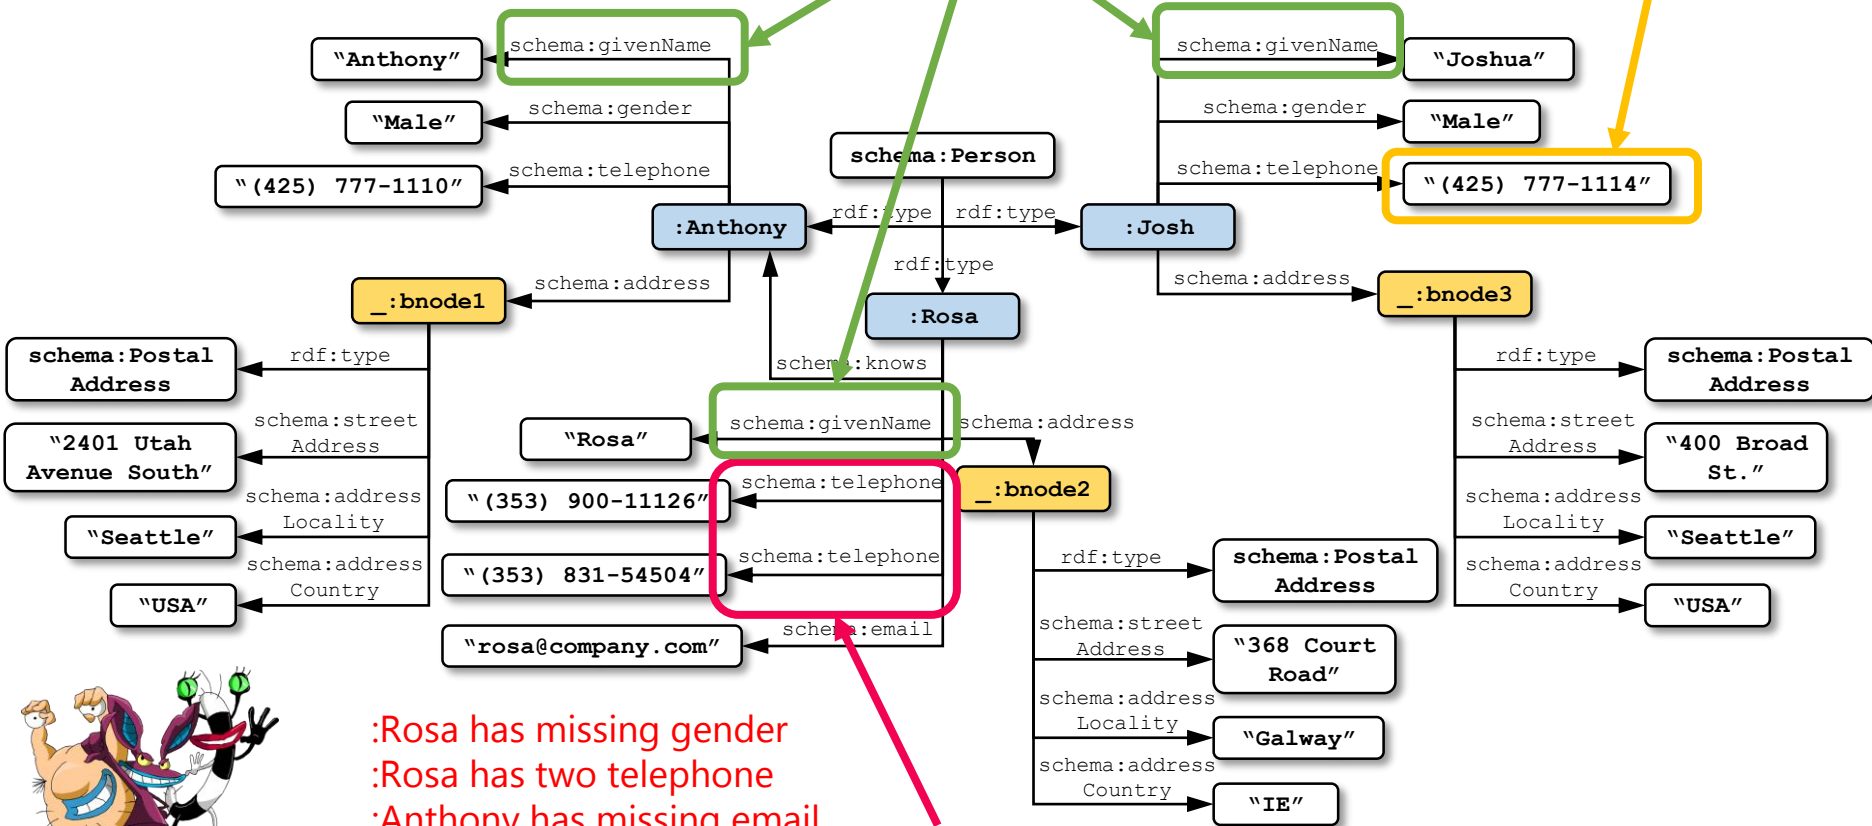 schema:givenName
"Anthony"
schema:gender
"Male"
schema:telephone
"(425) 777-1110"
schema:Person
schema:givenName
"Joshua"
schema:gender
"Male"
schema:telephone
"(425) 777-1114"
:Anthony
rdf:type
rdf:type
:Josh
rdf:type
:Rosa
schema:address
_:bnode1
schema:address
_:bnode3
schema:knows
rdf:type
schema:Postal
Address
schema:street
Address
"2401 Utah
Avenue South"
schema:address
Locality
"Seattle"
schema:address
Country
"USA"
schema:givenName
"Rosa"
schema:address
_:bnode2
schema:telephone
"(353) 900-11126"
schema:telephone
"(353) 831-54504"
schema:email
"rosa@company.com"
rdf:type
schema:Postal
Address
schema:street
Address
"368 Court
Road"
schema:address
Locality
"Galway"
schema:address
Country
"IE"
rdf:type
schema:Postal
Address
schema:street
Address
"400 Broad
St."
schema:address
Locality
"Seattle"
schema:address
Country
"USA"
:Rosa has missing gender
:Rosa has two telephone
:Anthony has missing email